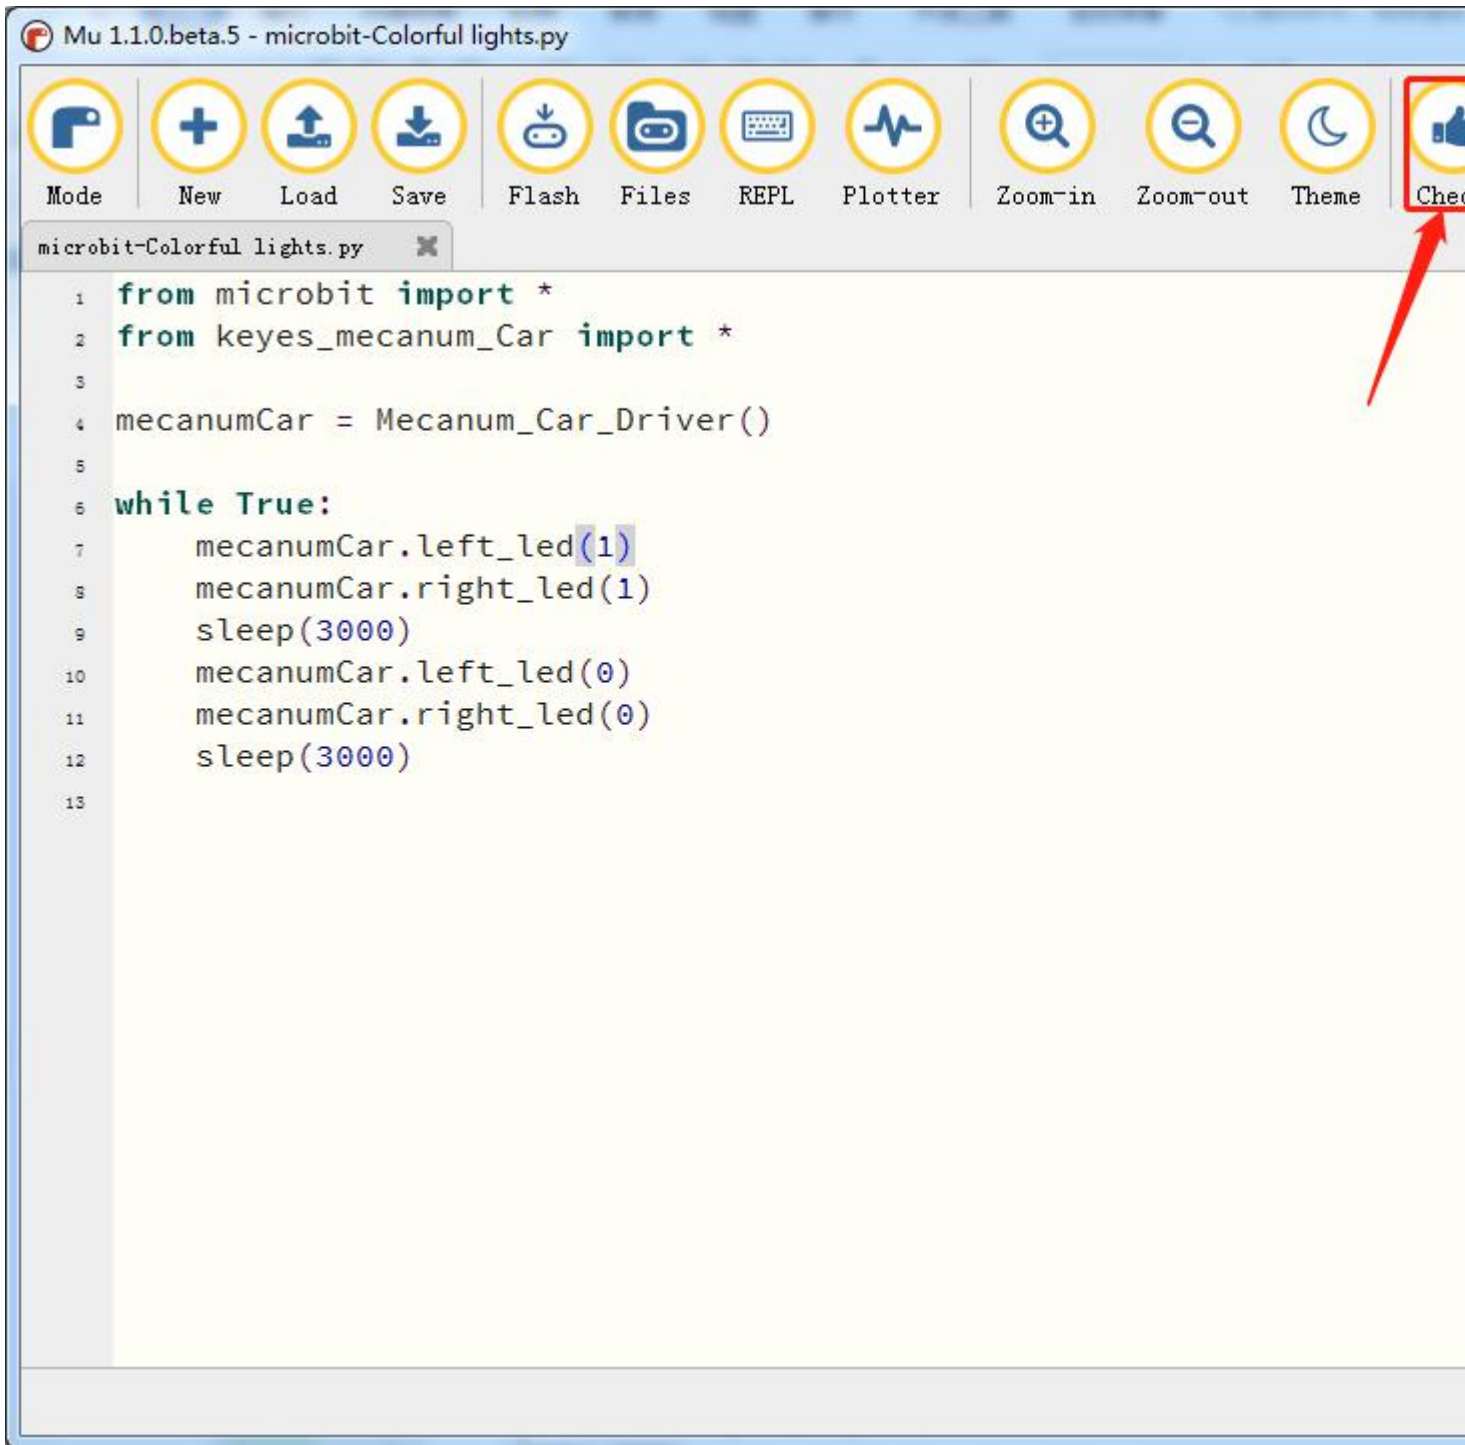 Mu 1.1.0.beta.5 - microbit-Colorful lights.py
Mode New Load Save Flash Files REPL Plotter Zoom-in Zoom-out Theme Chec
microbit-Colorful lights.py
1 from microbit import *
2 from keyes_mecanum_Car import *
3
4 mecanumCar = Mecanum_Car_Driver()
5
6 while True:
7     mecanumCar.left_led(1)
8     mecanumCar.right_led(1)
9     sleep(3000)
10     mecanumCar.left_led(0)
11     mecanumCar.right_led(0)
12     sleep(3000)
13